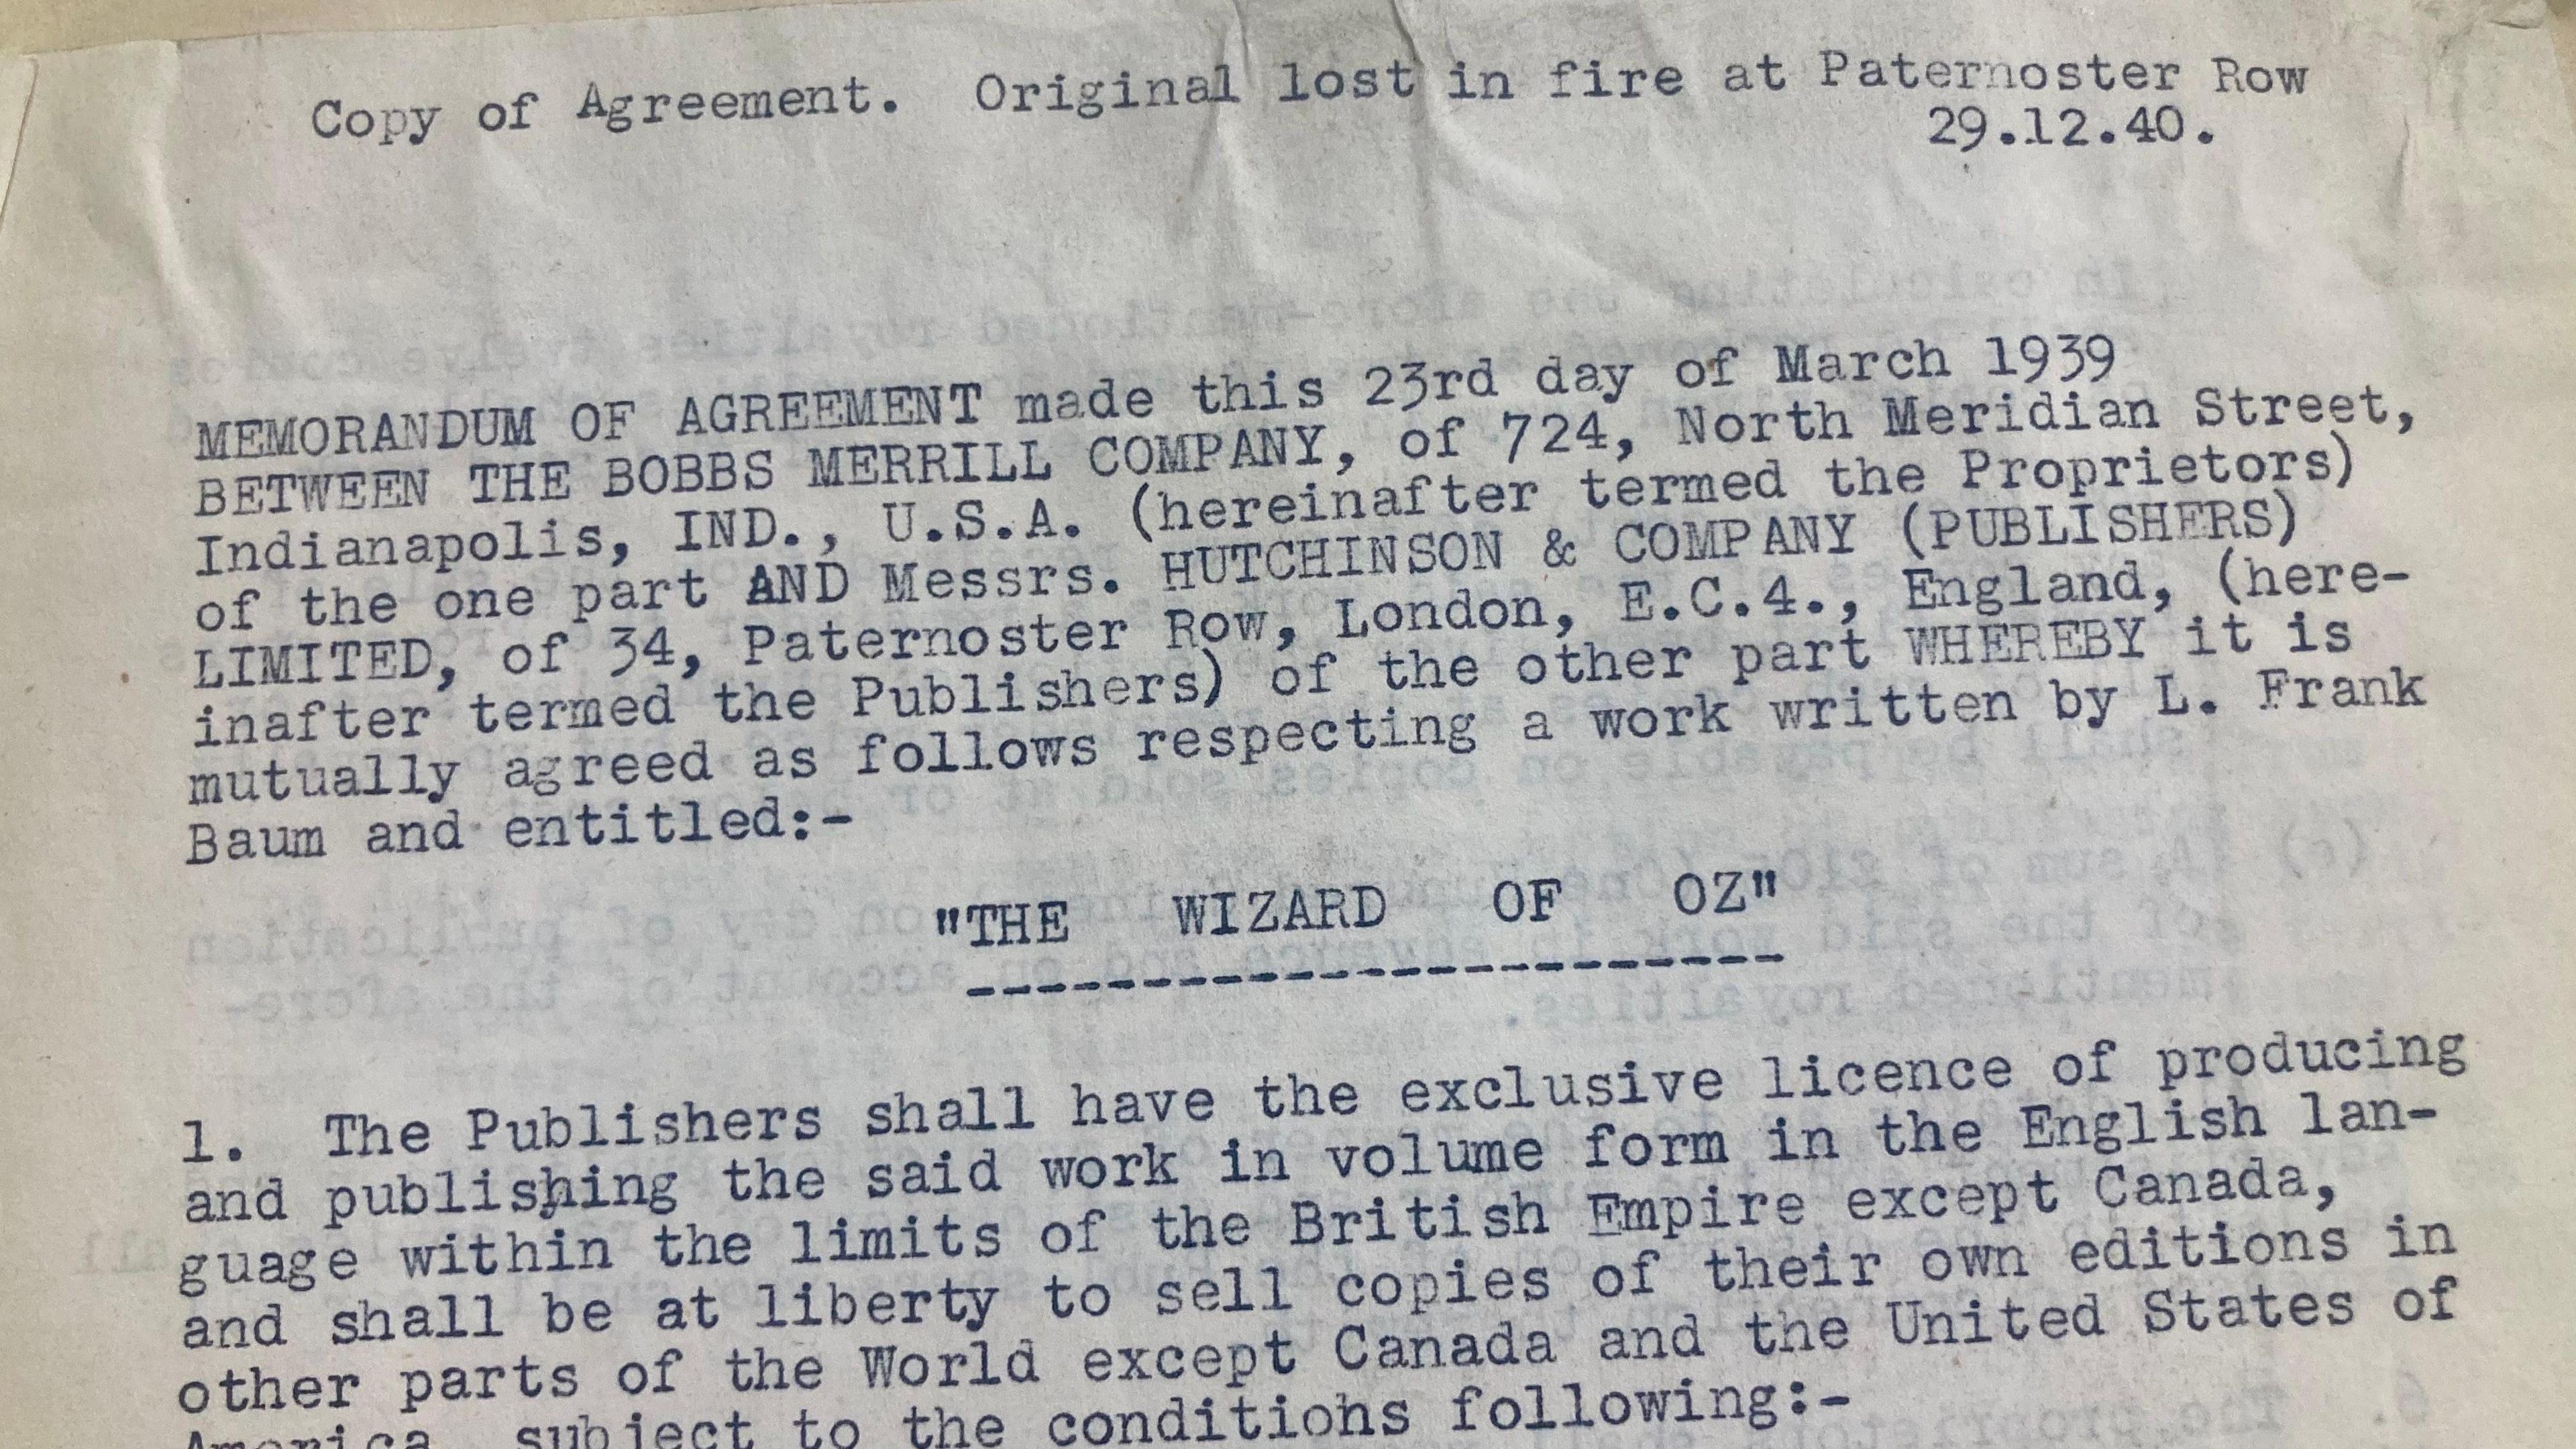 Copy of Agreement. Original lost in fire at Paternoster Row
29.12.40.
MEMORANDUM OF AGREEMENT made this 23rd day of March 1939
BETWEEN THE BOBBS MERRILL COMPANY, of 724, North Meridian Street,
Indianapolis, IND., U.S.A. (hereinafter termed the Proprietors)
of the one part AND Messrs. HUTCHINSON & COMPANY (PUBLISHERS)
LIMITED, of 34, Paternoster Row, London, E.C.4., England, (here-
inafter termed the Publishers) of the other part WHEREBY it is
mutually agreed as follows respecting a work written by L. Frank
Baum and entitled:-
"THE WIZARD OF OZ"
------------------------
1. The Publishers shall have the exclusive licence of producing
and publishing the said work in volume form in the English lan-
guage within the limits of the British Empire except Canada,
and shall be at liberty to sell copies of their own editions in
other parts of the World except Canada and the United States of
America, subject to the conditions following:-